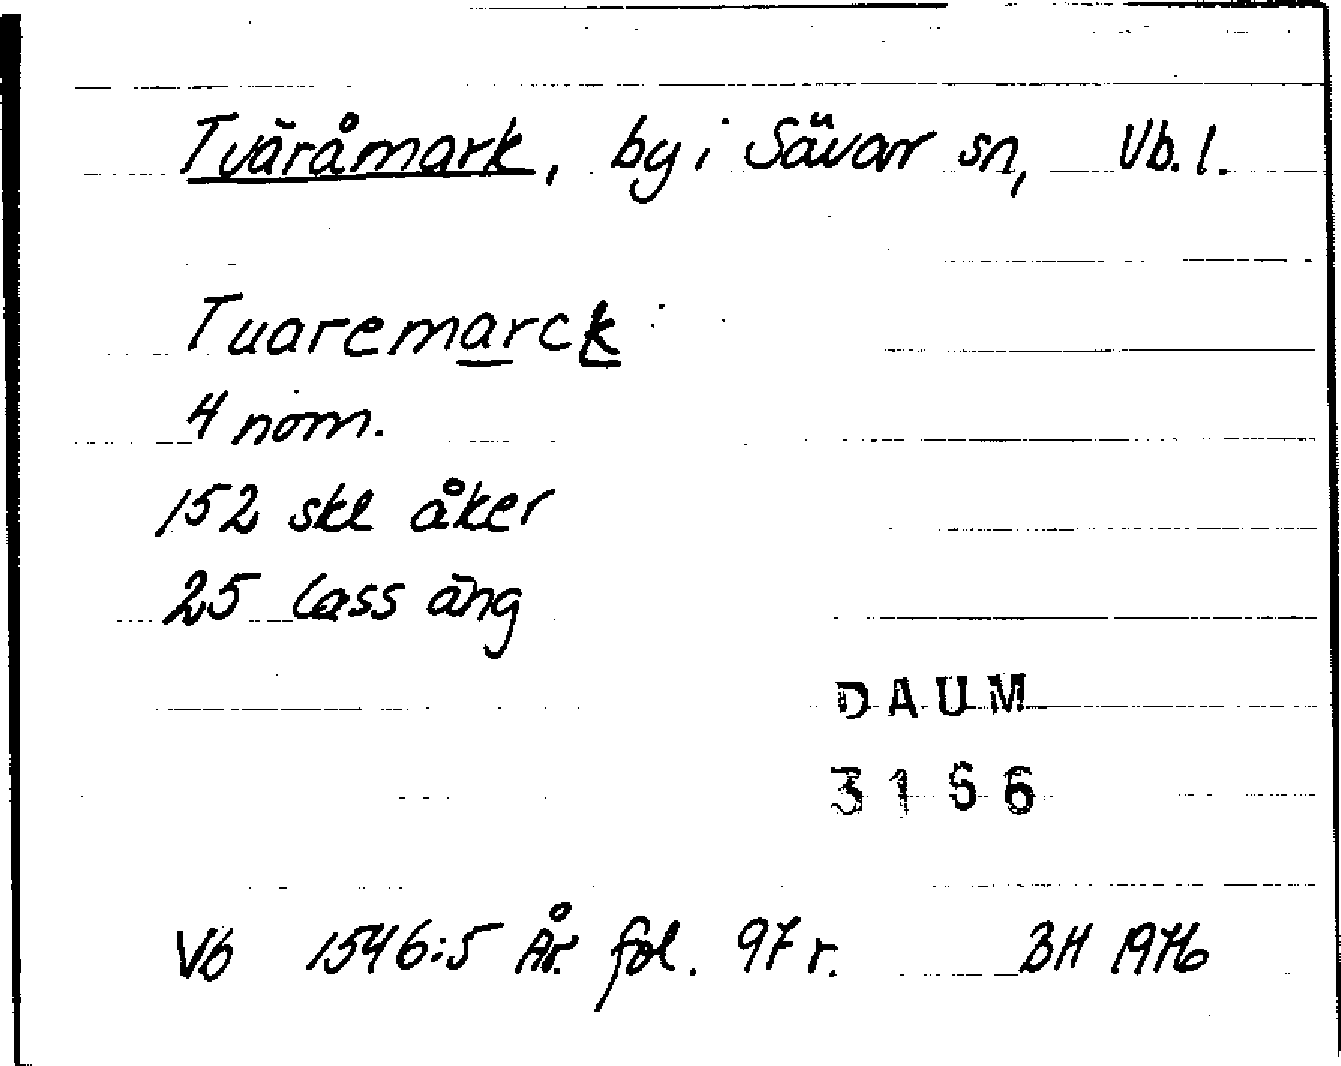 Tväråmark, by i Sävar sn, Vb. l.
Tuaremarck
4 nom.
152 skl åker
25 lass äng
DAUM
3166
Vb 1546:5 År. fol. 97 r. BH 1976